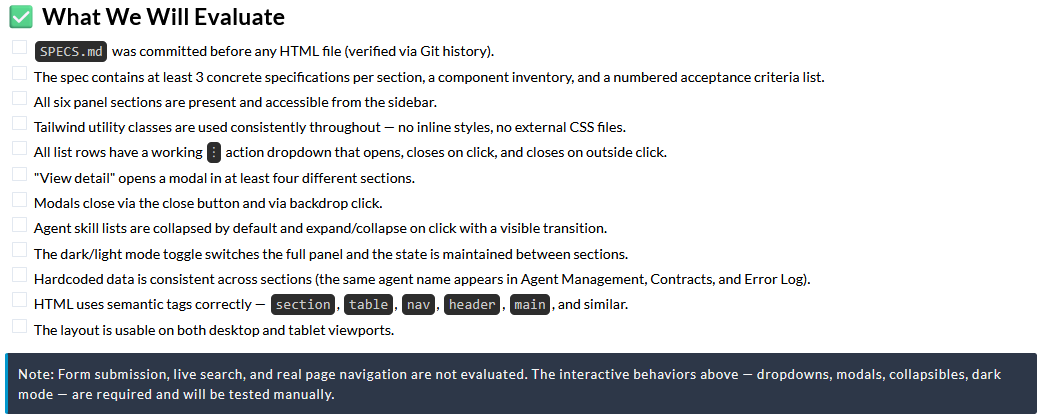 ✅ What We Will Evaluate
SPECS.md was committed before any HTML file (verified via Git history).
The spec contains at least 3 concrete specifications per section, a component inventory, and a numbered acceptance criteria list.
All six panel sections are present and accessible from the sidebar.
Tailwind utility classes are used consistently throughout — no inline styles, no external CSS files.
All list rows have a working ⋮ action dropdown that opens, closes on click, and closes on outside click.
"View detail" opens a modal in at least four different sections.
Modals close via the close button and via backdrop click.
Agent skill lists are collapsed by default and expand/collapse on click with a visible transition.
The dark/light mode toggle switches the full panel and the state is maintained between sections.
Hardcoded data is consistent across sections (the same agent name appears in Agent Management, Contracts, and Error Log).
HTML uses semantic tags correctly — section, table, nav, header, main, and similar.
The layout is usable on both desktop and tablet viewports.
Note: Form submission, live search, and real page navigation are not evaluated. The interactive behaviors above — dropdowns, modals, collapsibles, dark
mode — are required and will be tested manually.